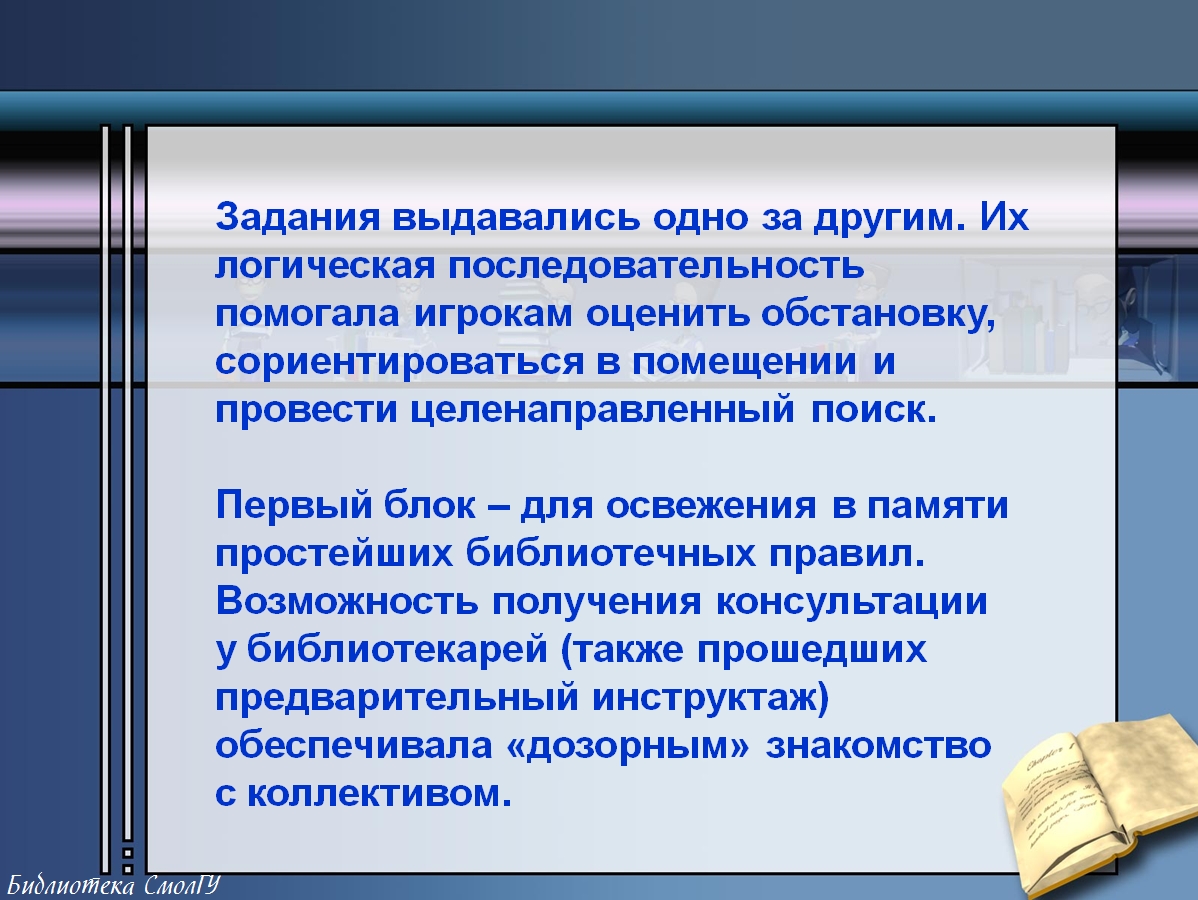 Задания выдавались одно за другим. Их
логическая последовательность
помогала игрокам оценить обстановку,
сориентироваться в помещении и
провести целенаправленный поиск.
Первый блок – для освежения в памяти
простейших библиотечных правил.
Возможность получения консультации
у библиотекарей (также прошедших
предварительный инструктаж)
обеспечивала «дозорным» знакомство
с коллективом.
Chapter 1
Библиотека СмолГУ